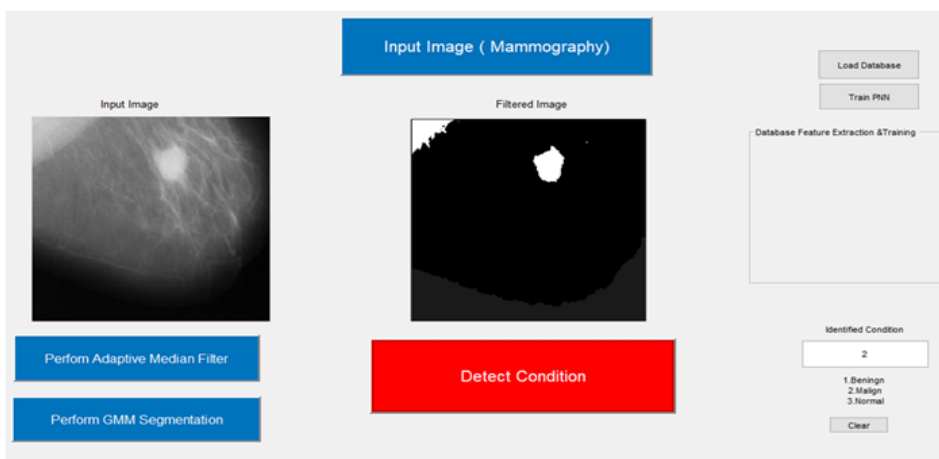 Input Image ( Mammography)
Load Database
Train PNN
Input Image
Filtered Image
Database Feature Extraction &Training
Perfom Adaptive Median Filter
Perform GMM Segmentation
Detect Condition
Identified Condition
2
1.Beningn
2.Malign
3.Normal
Clear